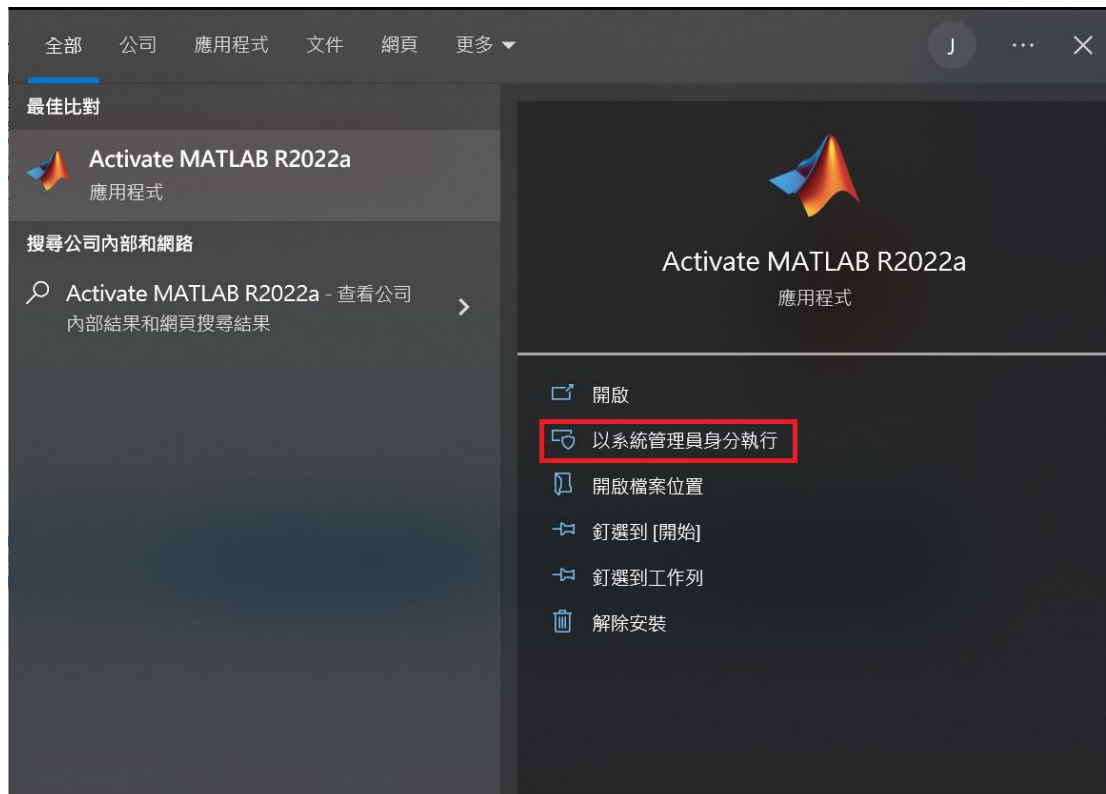 全部 公司 應用程式 文件 網頁 更多 J ...
最佳比對
Activate MATLAB R2022a
應用程式
搜尋公司內部和網路
Activate MATLAB R2022a - 查看公司
內部結果和網頁搜尋結果
Activate MATLAB R2022a
應用程式
開啟
以系統管理員身分執行
開啟檔案位置
釘選到 [開始]
釘選到工作列
解除安裝